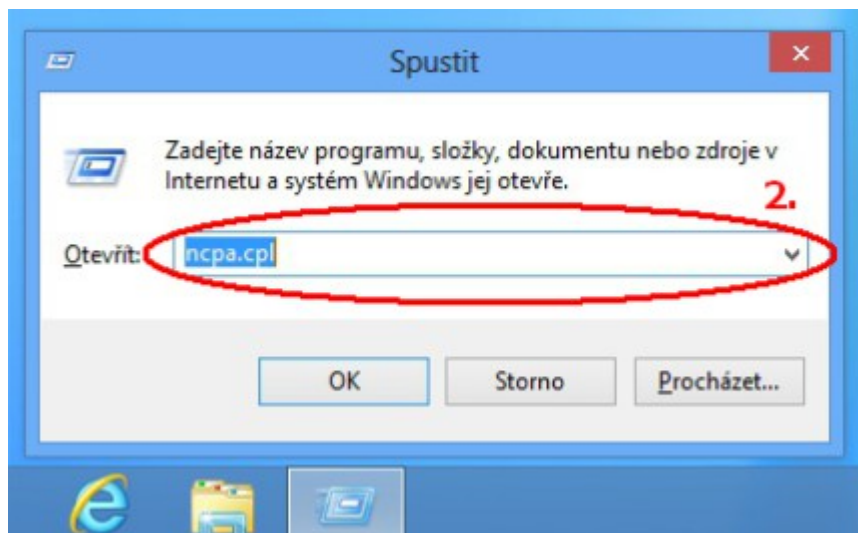 Spustit
Zadejte název programu, složky, dokumentu nebo zdroje v
Internetu a systém Windows jej otevře.
2.
Otevřít: ncpa.cpl
OK Storno Procházet...